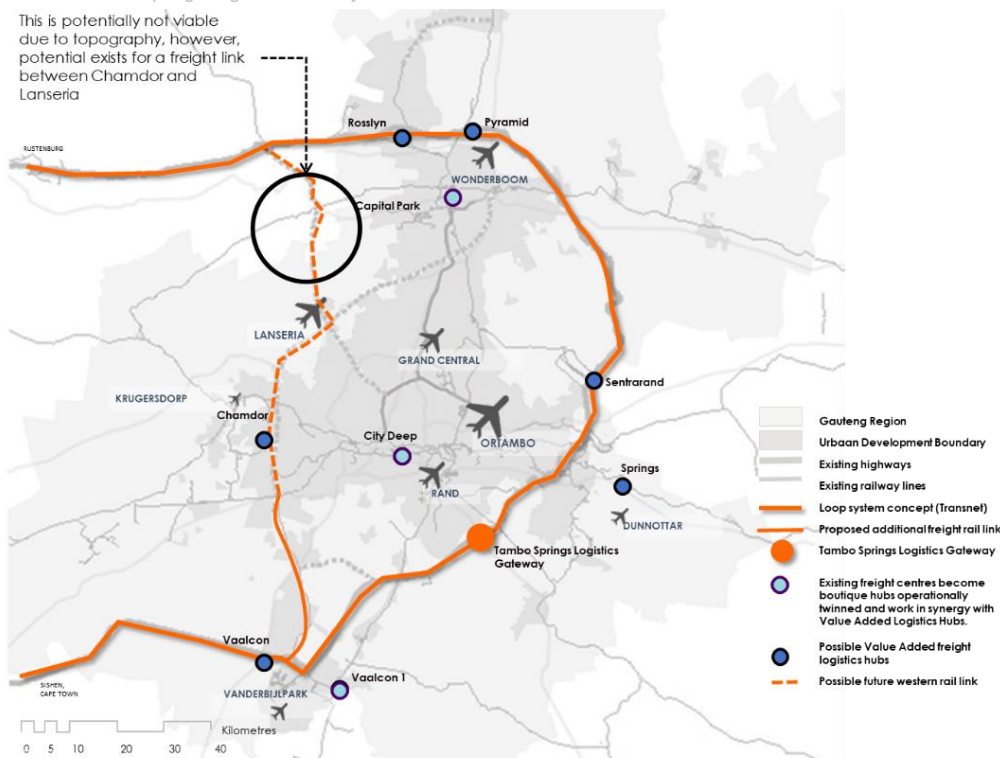 This is potentially not viable
due to topography, however,
potential exists for a freight link
between Chamdor and
Lanseria
Rosslyn
Pyramid
RUSTENBURG
WONDERBOOM
Capital Park
LANSERIA
GRAND CENTRAL
Sentrarand
KRUGERSDORP
Chamdor
City Deep
ORTAMBO
RAND
Springs
DUNNOTTAR
Tambo Springs Logistics
Gateway
Vaalcon
Vaalcon 1
VANDERBIJLPARK
SISHEN,
CAPE TOWN
Kilometres
0 5 10 20 30 40
Gauteng Region
Urbaan Development Boundary
Existing highways
Existing railway lines
Loop system concept (Transnet)
Proposed additional freight rail link
Tambo Springs Logistics Gateway
Existing freight centres become
boutique hubs operationally
twinned and work in synergy with
Value Added Logistics Hubs.
Possible Value Added freight
logistics hubs
Possible future western rail link